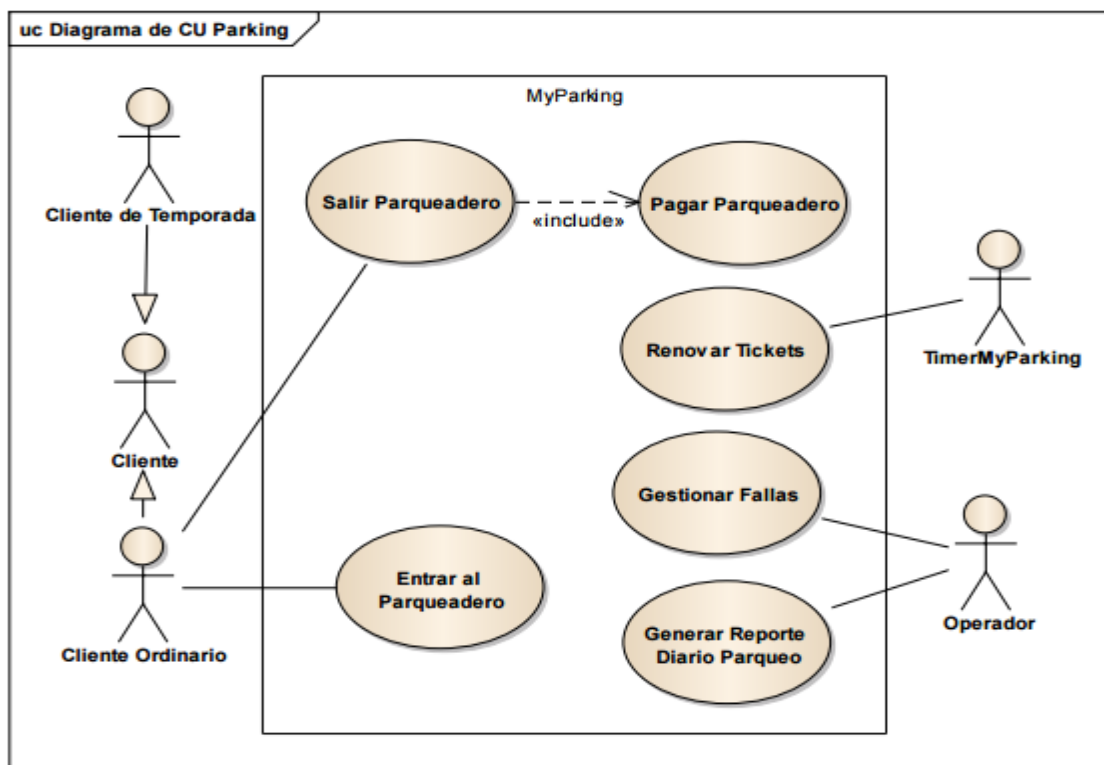 uc Diagrama de CU Parking
MyParking
Cliente de Temporada
Salir Parqueadero
«include»
Pagar Parqueadero
Renovar Tickets
TimerMyParking
Cliente
Gestionar Fallas
Entrar al
Parqueadero
Cliente Ordinario
Generar Reporte
Diario Parqueo
Operador